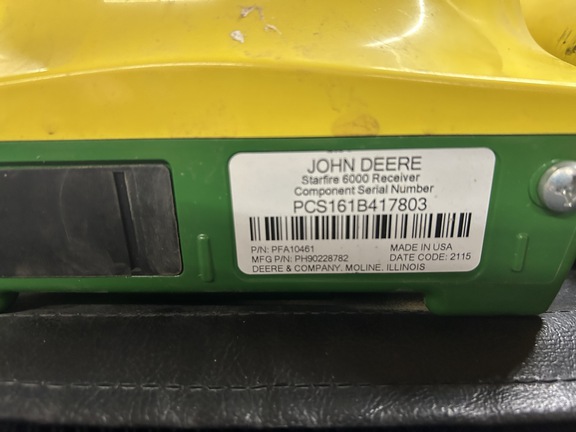 JOHN DEERE
Starfire 6000 Receiver
Component Serial Number
PCS161B417803
P/N: PFA10461 MADE IN USA
MFG P/N: PH90228782 DATE CODE: 2115
DEERE & COMPANY. MOLINE. ILLINOIS